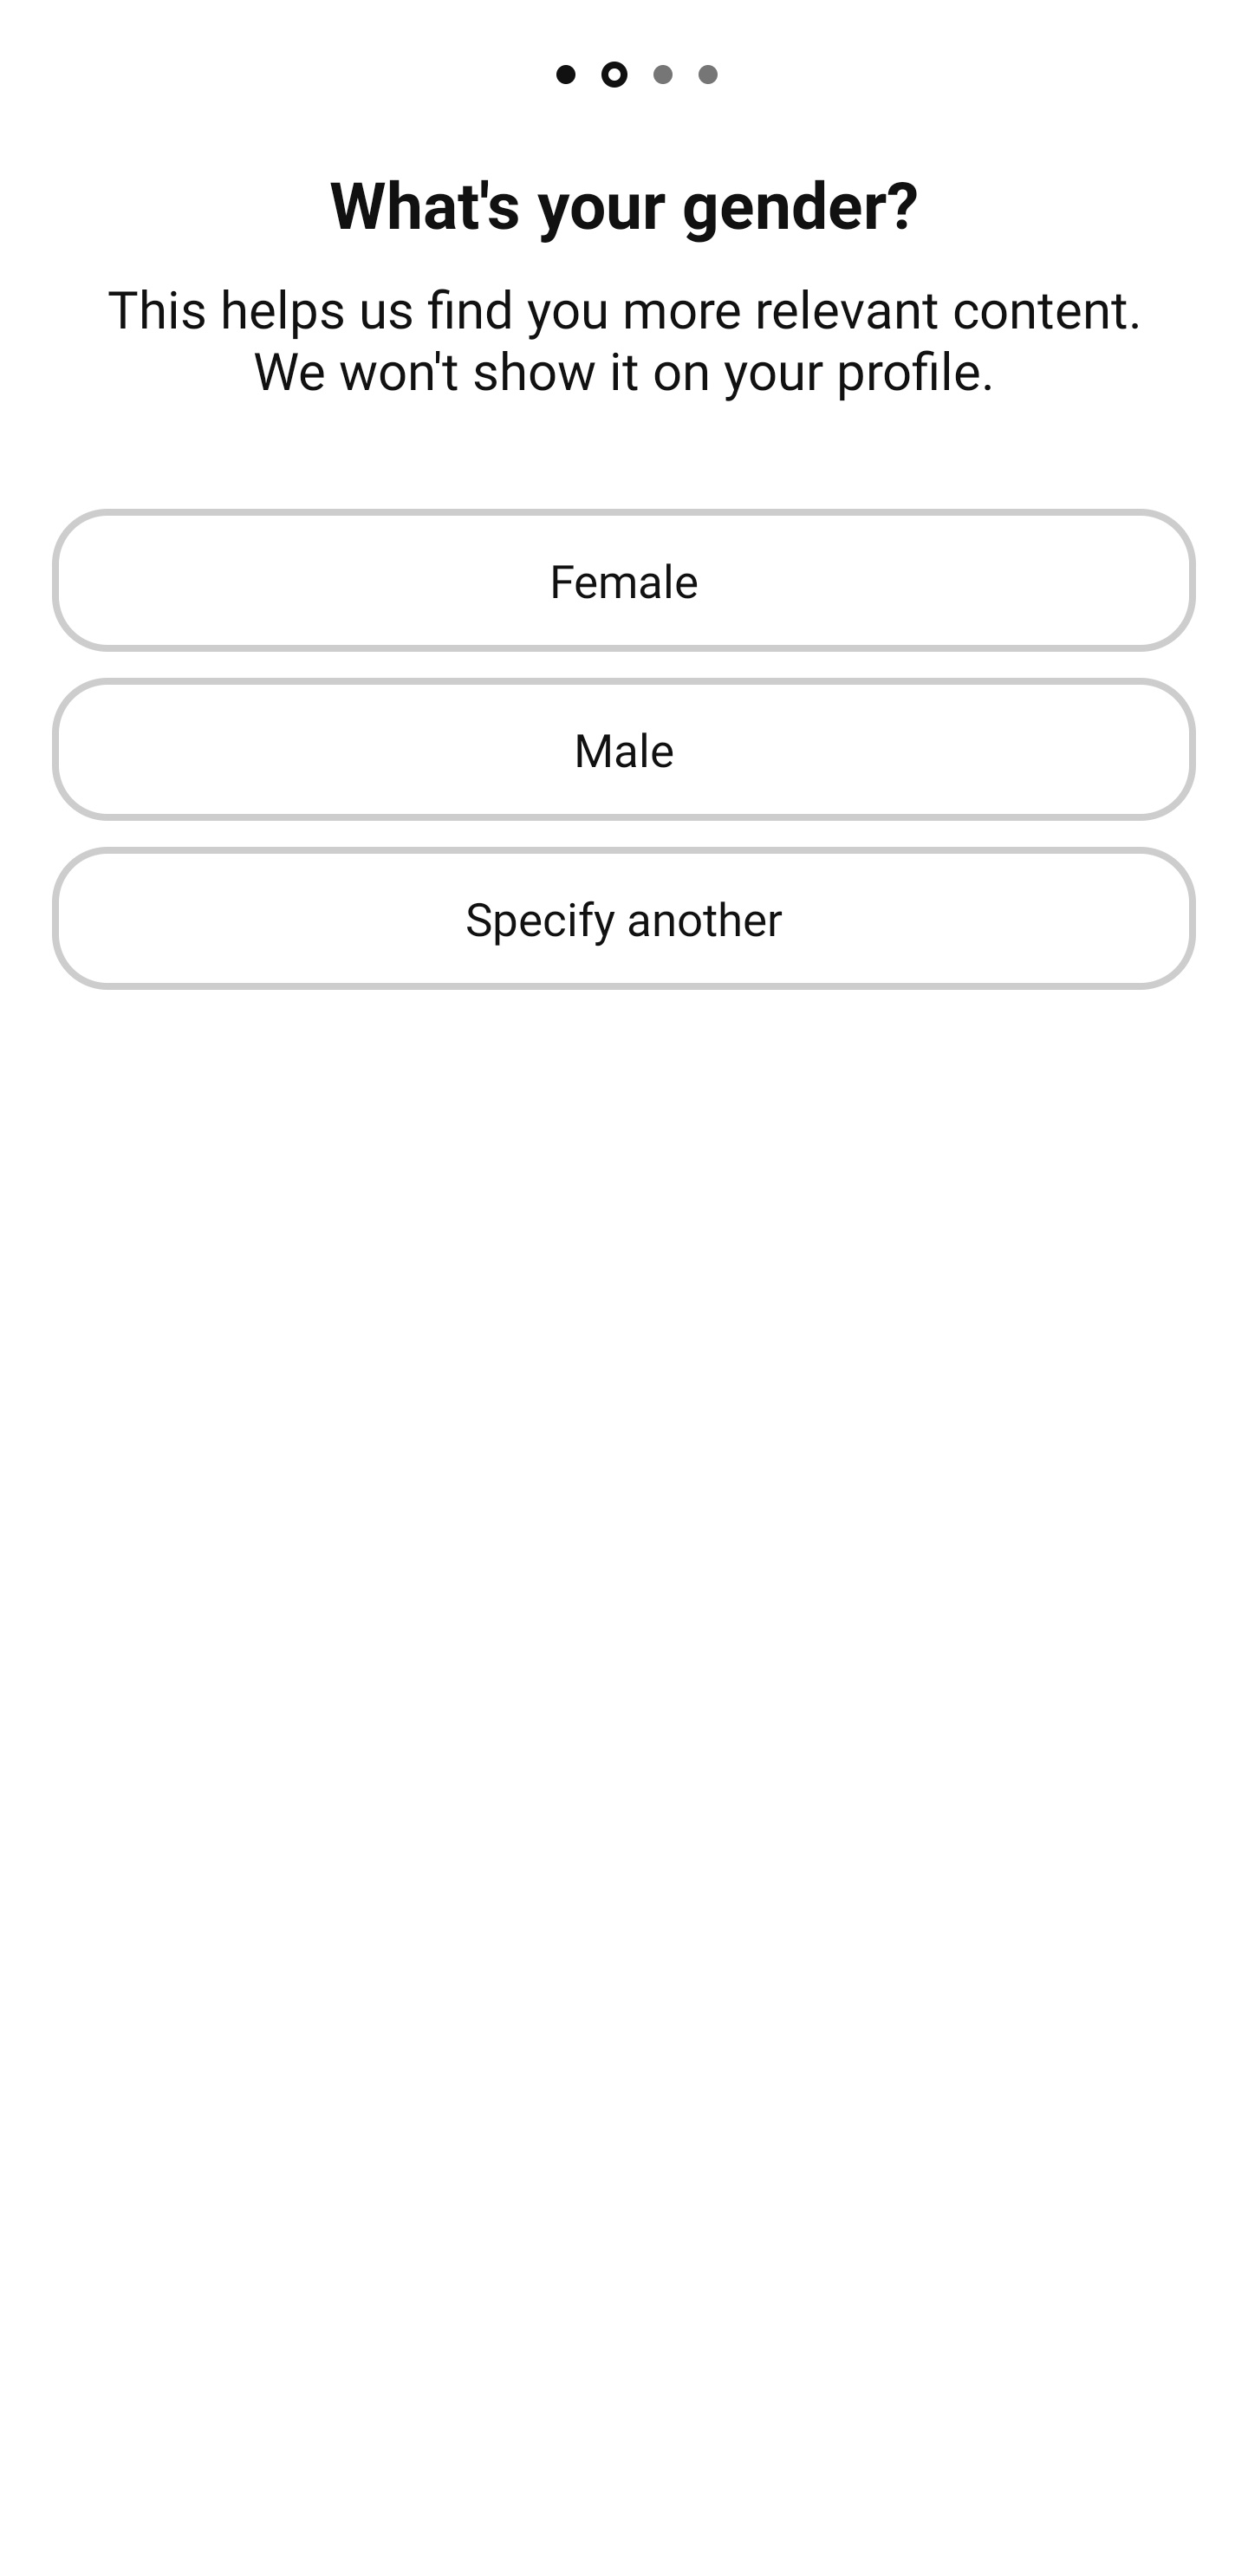 What's your gender?
This helps us find you more relevant content.
We won't show it on your profile.
Female
Male
Specify another